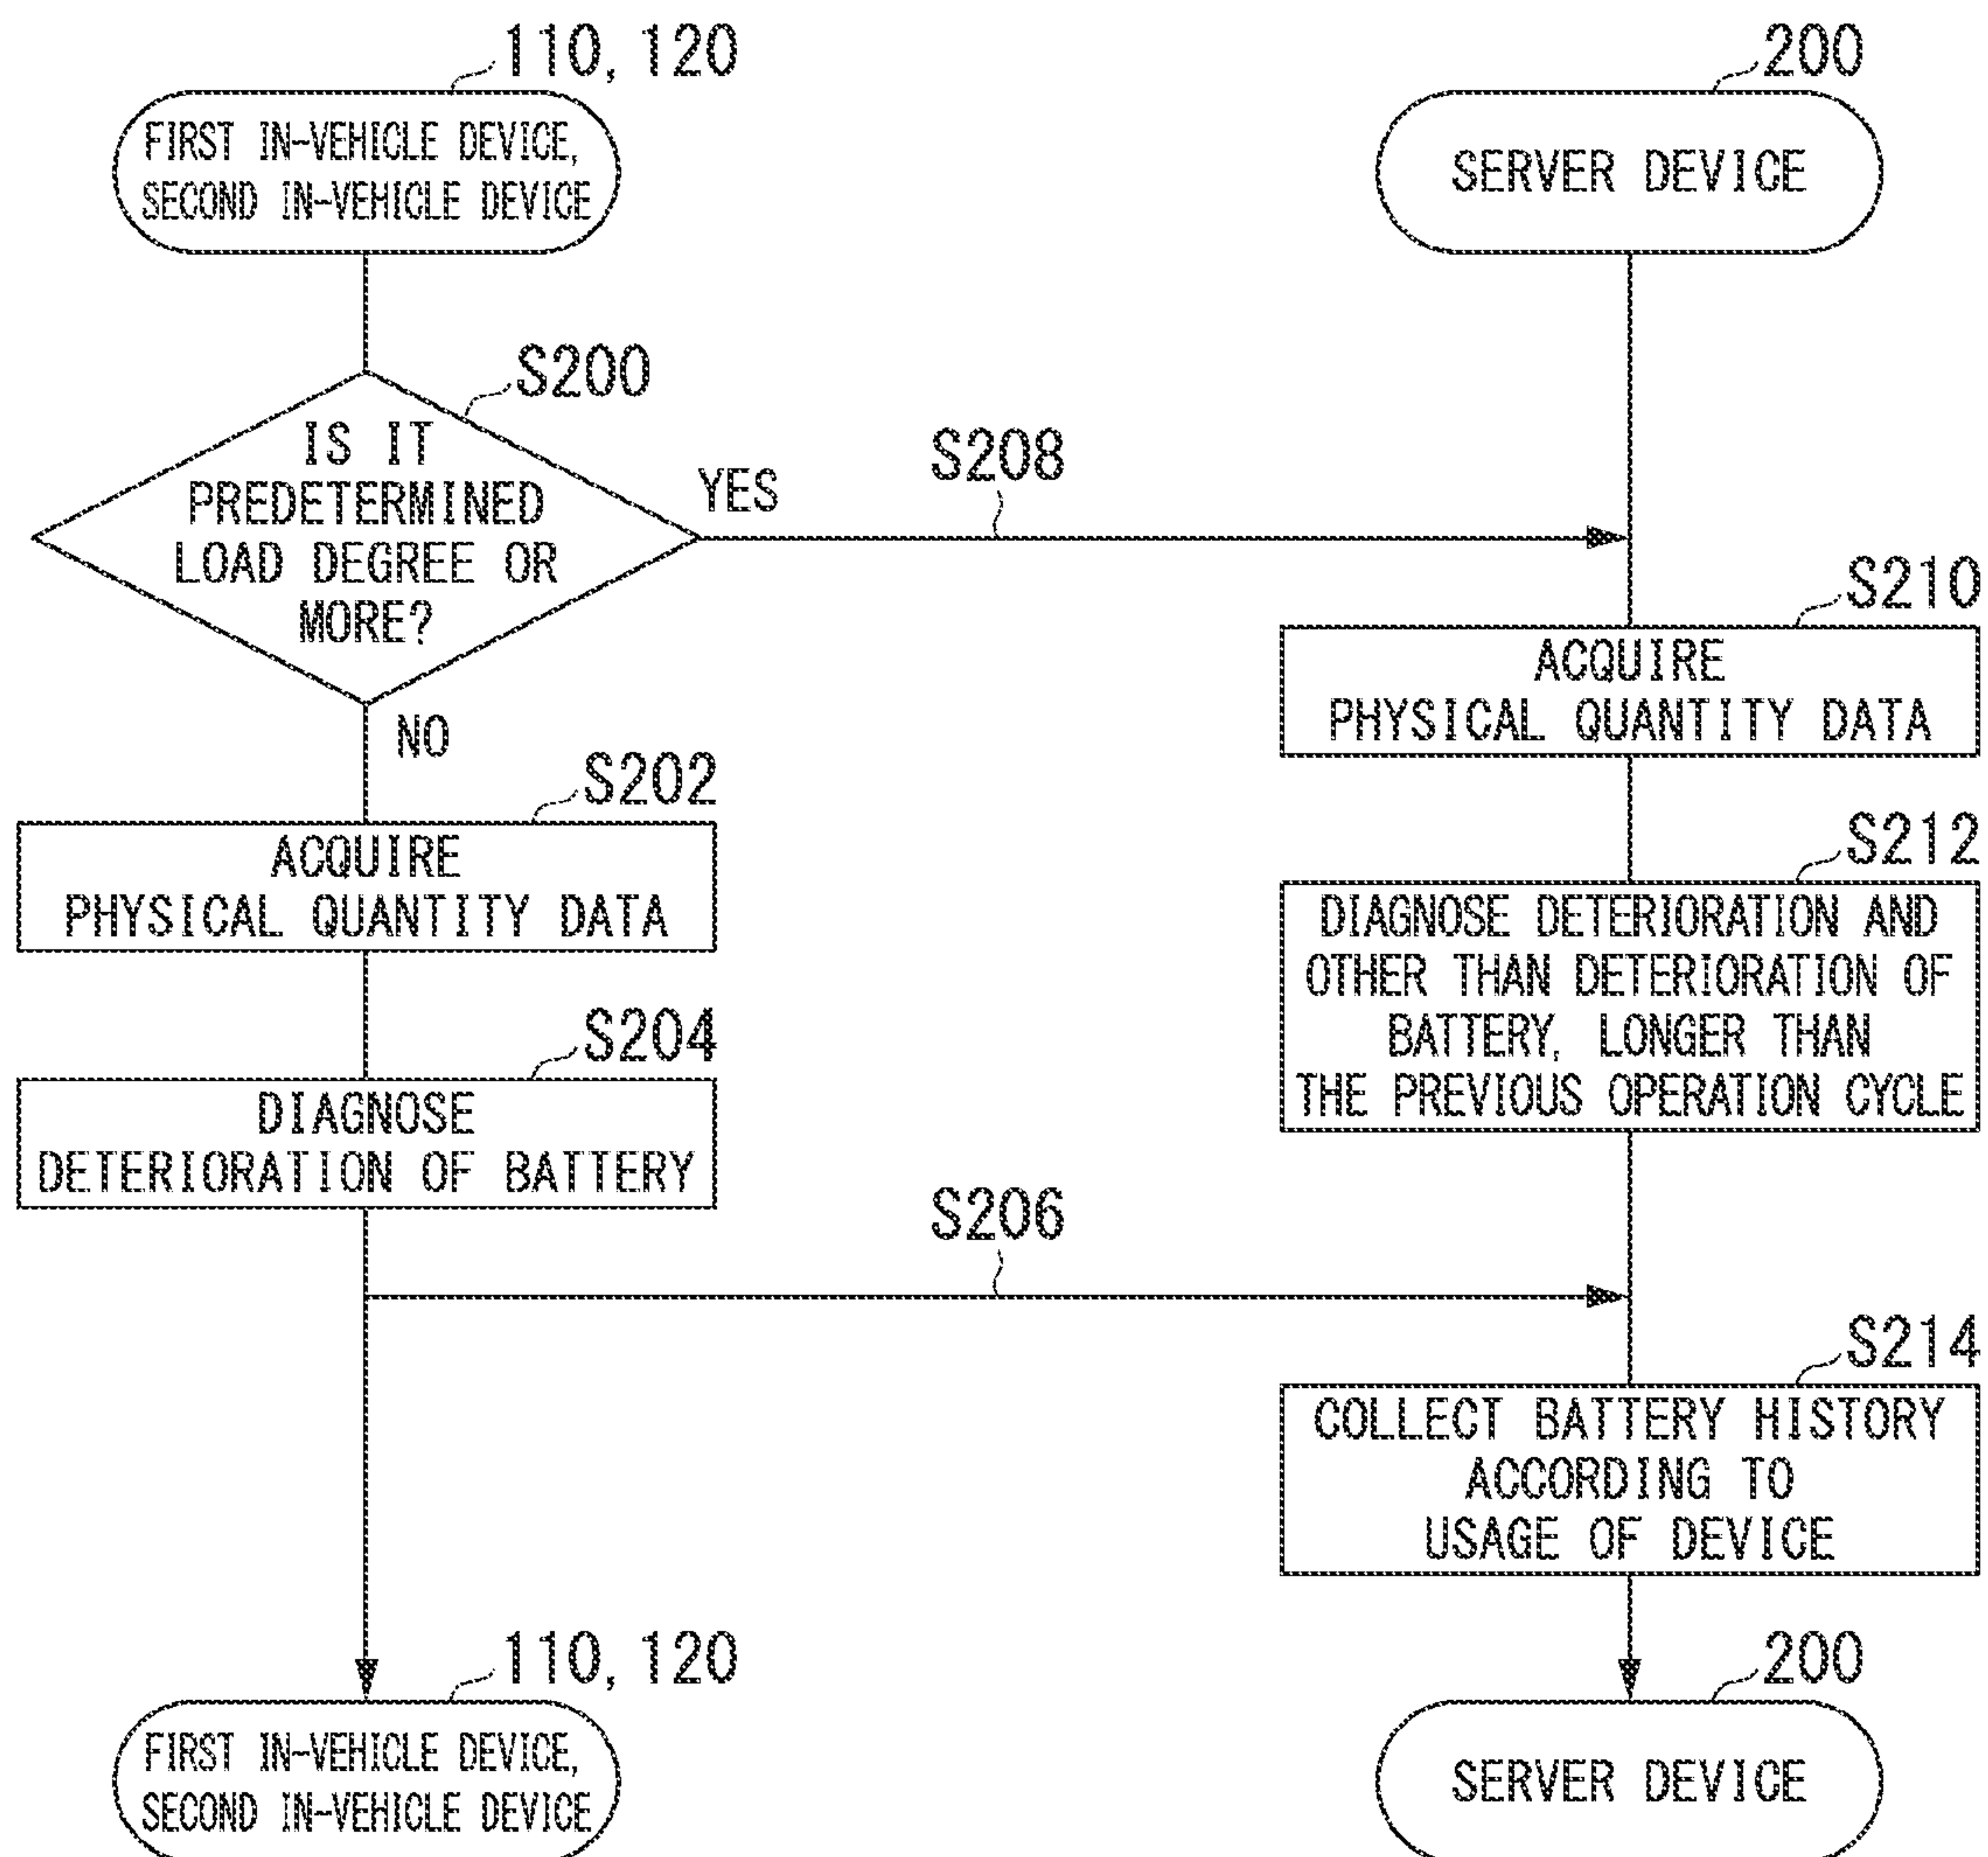 110, 120
FIRST IN-VEHICLE DEVICE,
SECOND IN-VEHICLE DEVICE
200
SERVER DEVICE
S200
IS IT
PREDETERMINED
LOAD DEGREE OR
MORE?
YES
S208
NO
S210
ACQUIRE
PHYSICAL QUANTITY DATA
S202
ACQUIRE
PHYSICAL QUANTITY DATA
S212
DIAGNOSE DETERIORATION AND
OTHER THAN DETERIORATION OF
BATTERY, LONGER THAN
THE PREVIOUS OPERATION CYCLE
S204
DIAGNOSE
DETERIORATION OF BATTERY
S206
S214
COLLECT BATTERY HISTORY
ACCORDING TO
USAGE OF DEVICE
110, 120
FIRST IN-VEHICLE DEVICE,
SECOND IN-VEHICLE DEVICE
200
SERVER DEVICE